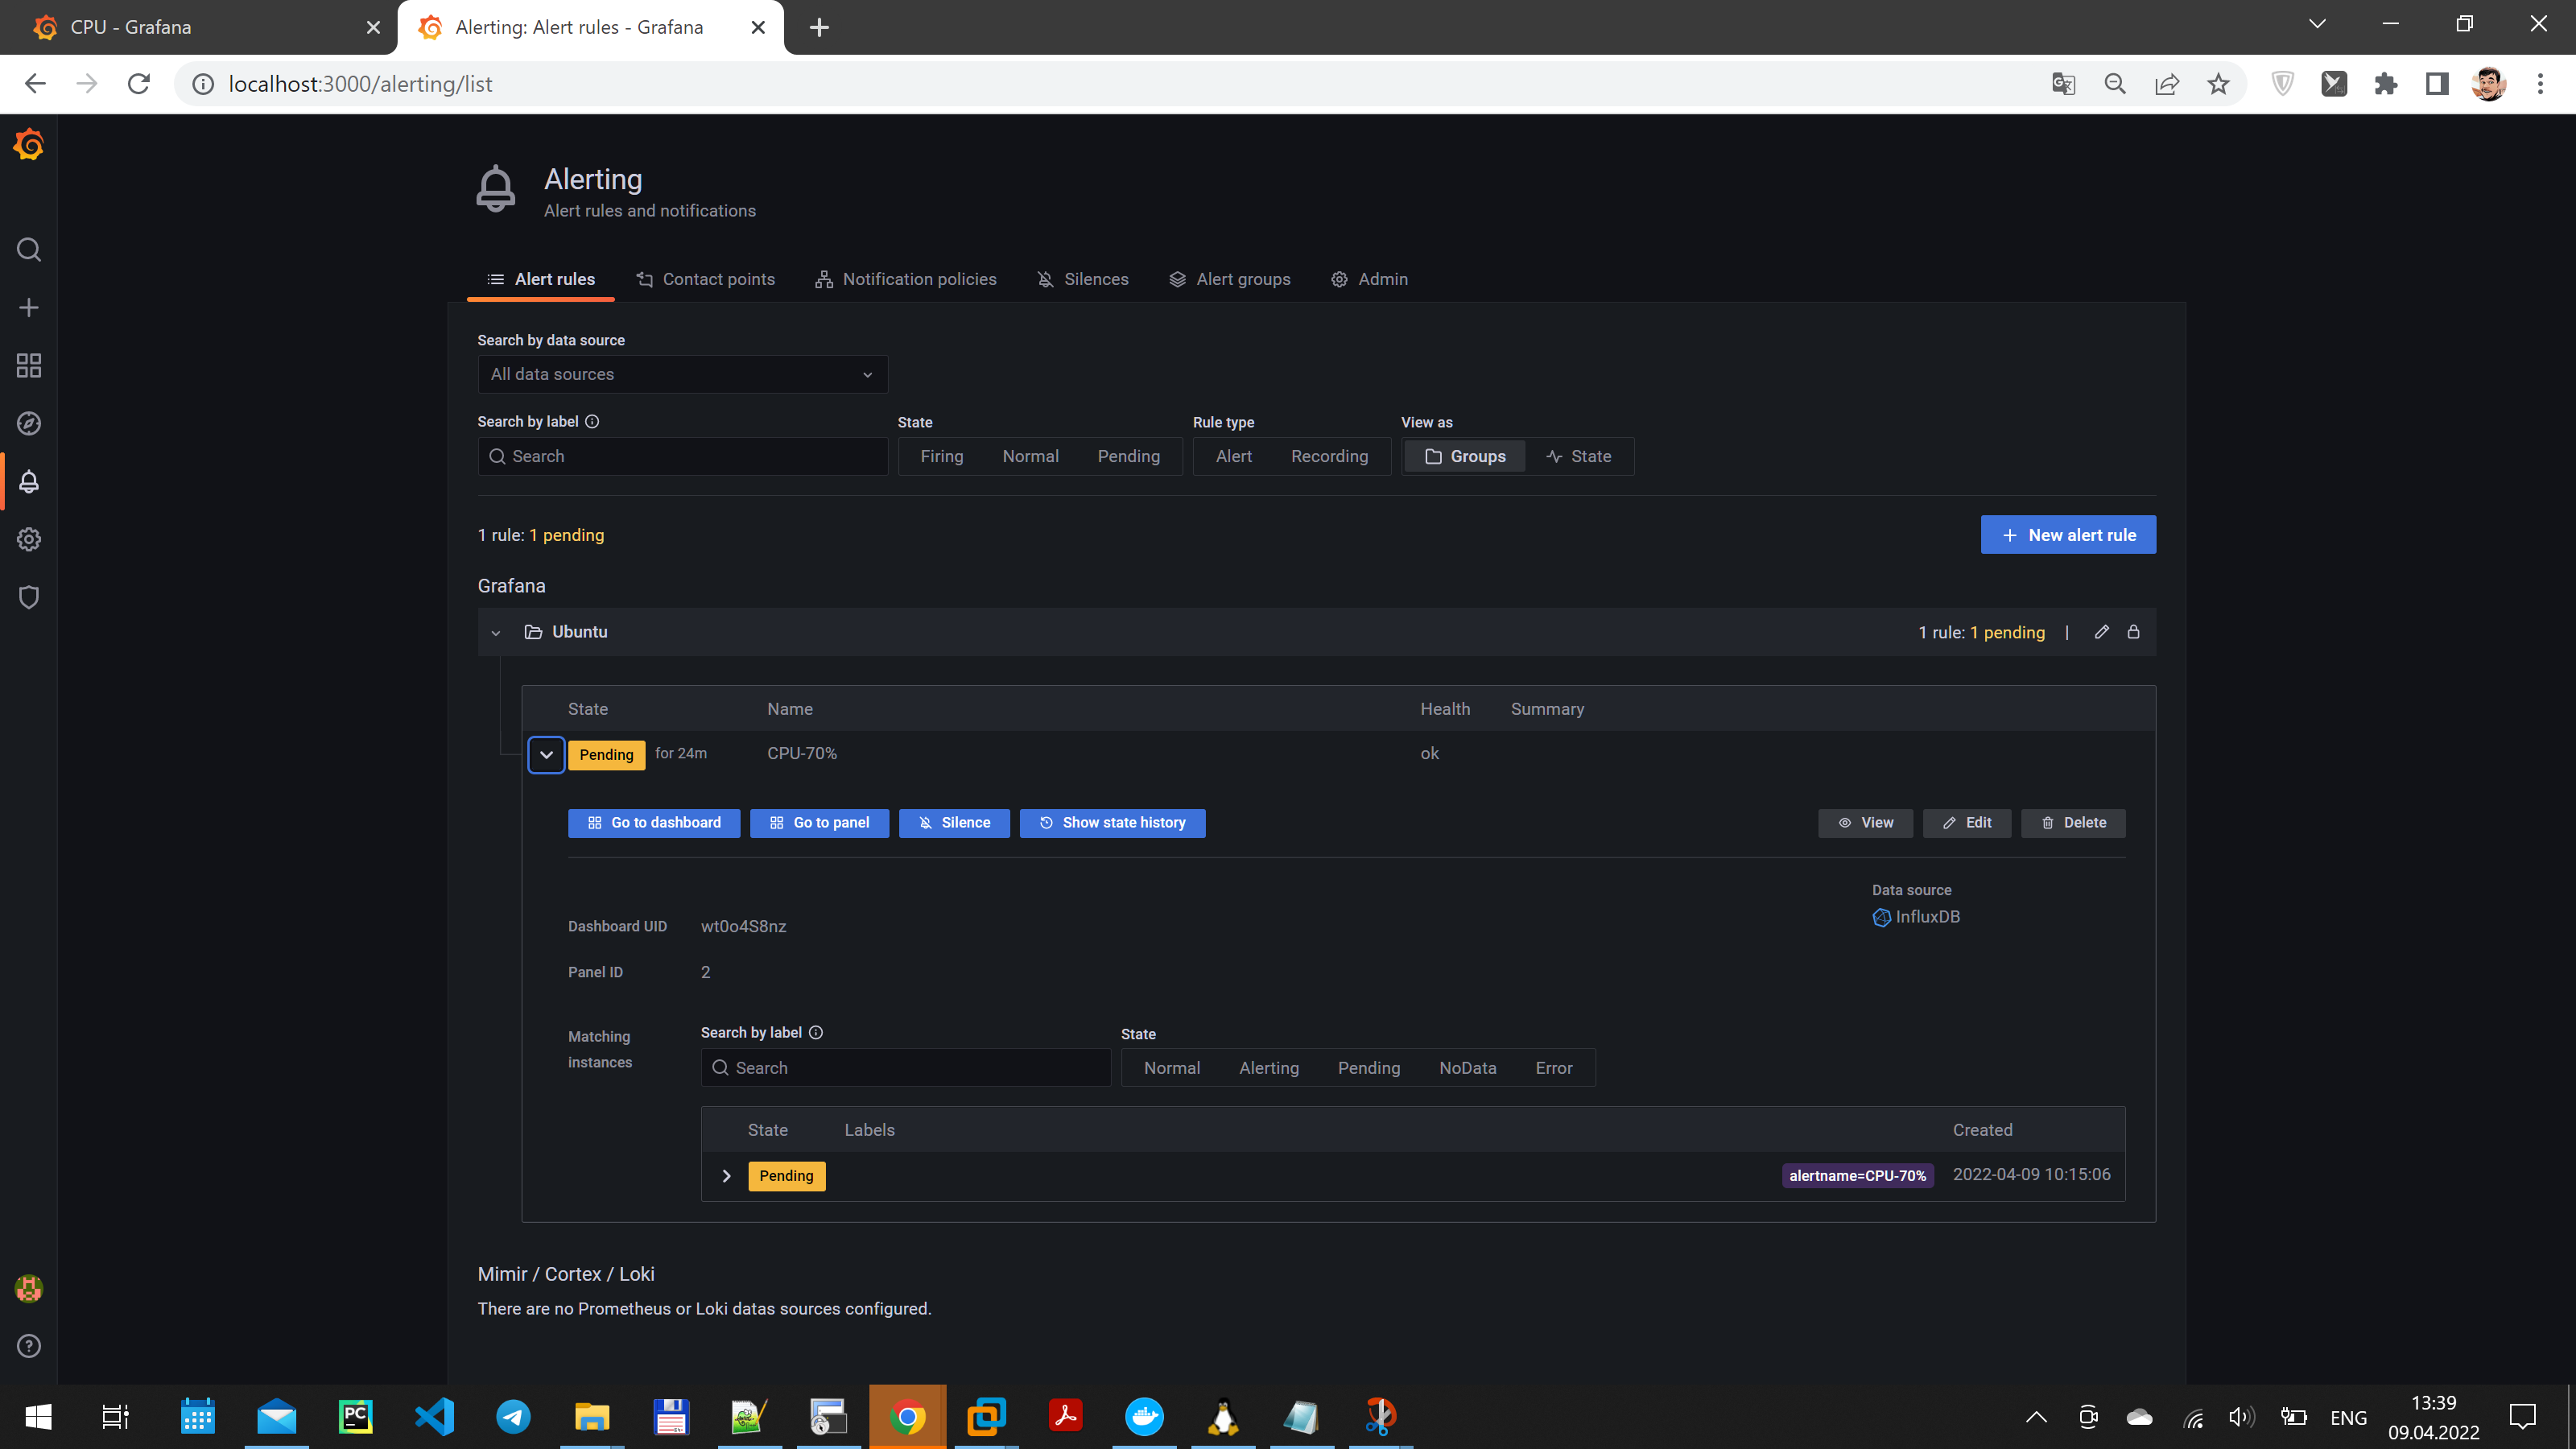 CPU - Grafana
Alerting: Alert rules - Grafana
localhost:3000/alerting/list
Alerting
Alert rules and notifications
Alert rules
Contact points
Notification policies
Silences
Alert groups
Admin
Search by data source
All data sources
Search by label
State
Rule type
View as
Search
Firing
Normal
Pending
Alert
Recording
Groups
State
1 rule: 1 pending
New alert rule
Grafana
Ubuntu
1 rule: 1 pending |
State
Name
Health
Summary
Pending
for 24m
CPU-70%
ok
Go to dashboard
Go to panel
Silence
Show state history
View
Edit
Delete
Data source
InfluxDB
Dashboard UID
wt0o4S8nz
Panel ID
2
Matching
instances
Search by label
State
Search
Normal
Alerting
Pending
NoData
Error
State
Labels
Created
Pending
alertname=CPU-70%
2022-04-09 10:15:06
Mimir / Cortex / Loki
There are no Prometheus or Loki datas sources configured.
PC
ENG
13:39
09.04.2022